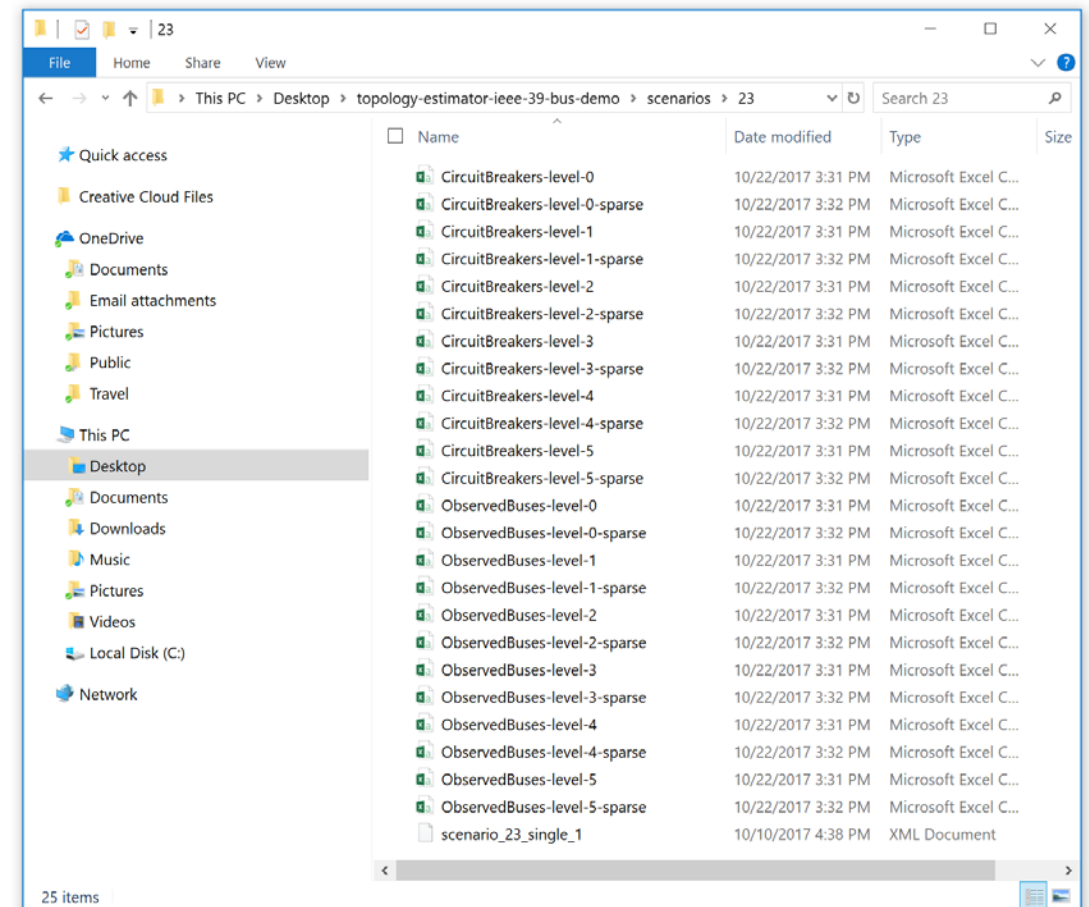 23
File Home Share View
This PC > Desktop > topology-estimator-ieee-39-bus-demo > scenarios > 23 Search 23
Name Date modified Type Size
Quick access
Creative Cloud Files
OneDrive
Documents
Email attachments
Pictures
Public
Travel
This PC
Desktop
Documents
Downloads
Music
Pictures
Videos
Local Disk (C:)
Network
CircuitBreakers-level-0 10/22/2017 3:31 PM Microsoft Excel C...
CircuitBreakers-level-0-sparse 10/22/2017 3:32 PM Microsoft Excel C...
CircuitBreakers-level-1 10/22/2017 3:31 PM Microsoft Excel C...
CircuitBreakers-level-1-sparse 10/22/2017 3:32 PM Microsoft Excel C...
CircuitBreakers-level-2 10/22/2017 3:31 PM Microsoft Excel C...
CircuitBreakers-level-2-sparse 10/22/2017 3:32 PM Microsoft Excel C...
CircuitBreakers-level-3 10/22/2017 3:31 PM Microsoft Excel C...
CircuitBreakers-level-3-sparse 10/22/2017 3:32 PM Microsoft Excel C...
CircuitBreakers-level-4 10/22/2017 3:31 PM Microsoft Excel C...
CircuitBreakers-level-4-sparse 10/22/2017 3:32 PM Microsoft Excel C...
CircuitBreakers-level-5 10/22/2017 3:31 PM Microsoft Excel C...
CircuitBreakers-level-5-sparse 10/22/2017 3:32 PM Microsoft Excel C...
ObservedBuses-level-0 10/22/2017 3:31 PM Microsoft Excel C...
ObservedBuses-level-0-sparse 10/22/2017 3:32 PM Microsoft Excel C...
ObservedBuses-level-1 10/22/2017 3:31 PM Microsoft Excel C...
ObservedBuses-level-1-sparse 10/22/2017 3:32 PM Microsoft Excel C...
ObservedBuses-level-2 10/22/2017 3:31 PM Microsoft Excel C...
ObservedBuses-level-2-sparse 10/22/2017 3:32 PM Microsoft Excel C...
ObservedBuses-level-3 10/22/2017 3:31 PM Microsoft Excel C...
ObservedBuses-level-3-sparse 10/22/2017 3:32 PM Microsoft Excel C...
ObservedBuses-level-4 10/22/2017 3:31 PM Microsoft Excel C...
ObservedBuses-level-4-sparse 10/22/2017 3:32 PM Microsoft Excel C...
ObservedBuses-level-5 10/22/2017 3:31 PM Microsoft Excel C...
ObservedBuses-level-5-sparse 10/22/2017 3:32 PM Microsoft Excel C...
scenario_23_single_1 10/10/2017 4:38 PM XML Document
25 items